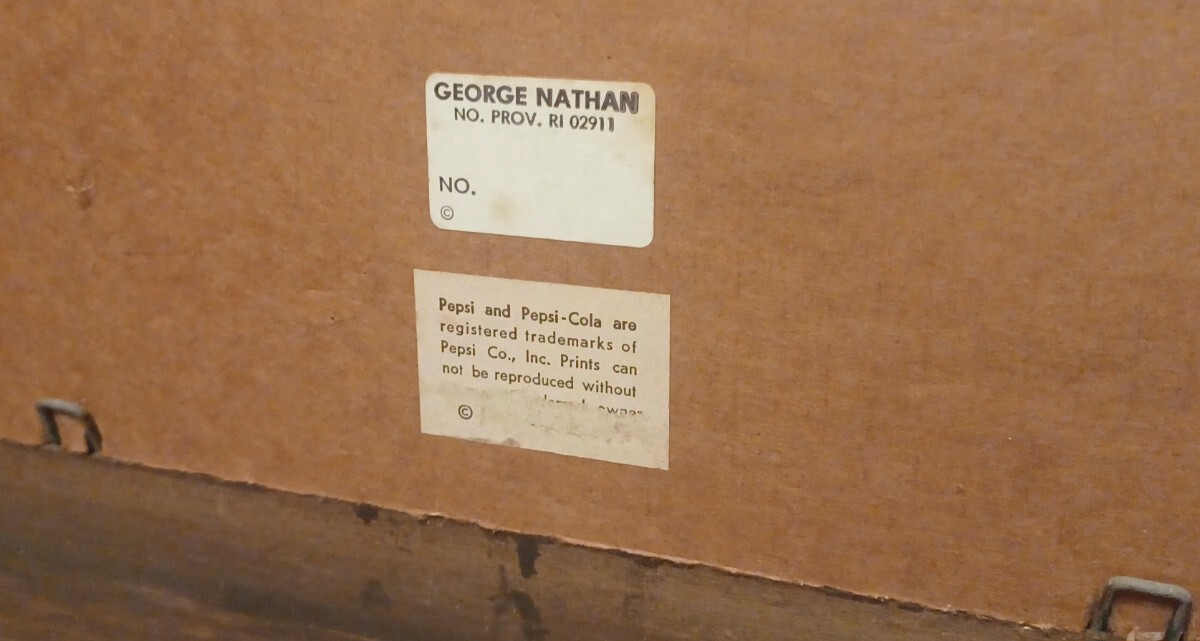 GEORGE NATHAN
NO. PROV. RI 02911
NO.
©
Pepsi and Pepsi-Cola are
registered trademarks of
Pepsi Co., Inc. Prints can
not be reproduced without
owner
©